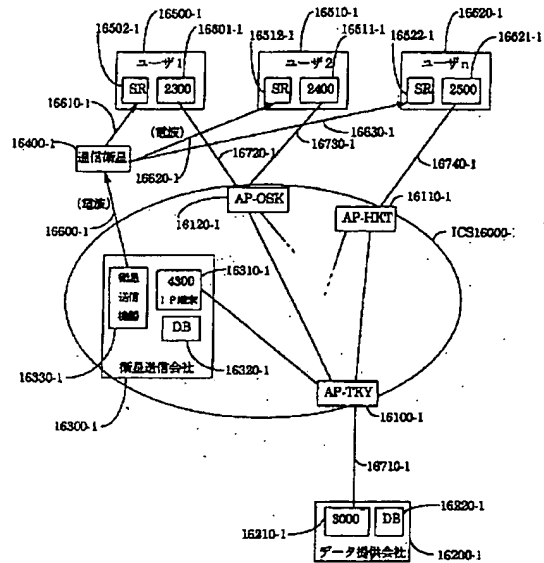 16500-1
16510-1
16520-1
16502-1
16501-1
16512-1
16511-1
16522-1
16521-1
ユーザ1
ユーザ2
ユーザn
SR
2300
SR
2400
SR
2500
16610-1
(電波)
16630-1
16400-1
通信衛星
16720-1
16730-1
16740-1
16620-1
16110-1
(電波)
AP-OSK
16120-1
AP-HKT
16600-1
ICS16000-1
16310-1
衛星
送信
機器
4300
IP端末
DB
16330-1
衛星送信会社
16320-1
AP-TKY
16300-1
16100-1
16710-1
16220-1
3000
DB
16210-1
データ提供会社
16200-1